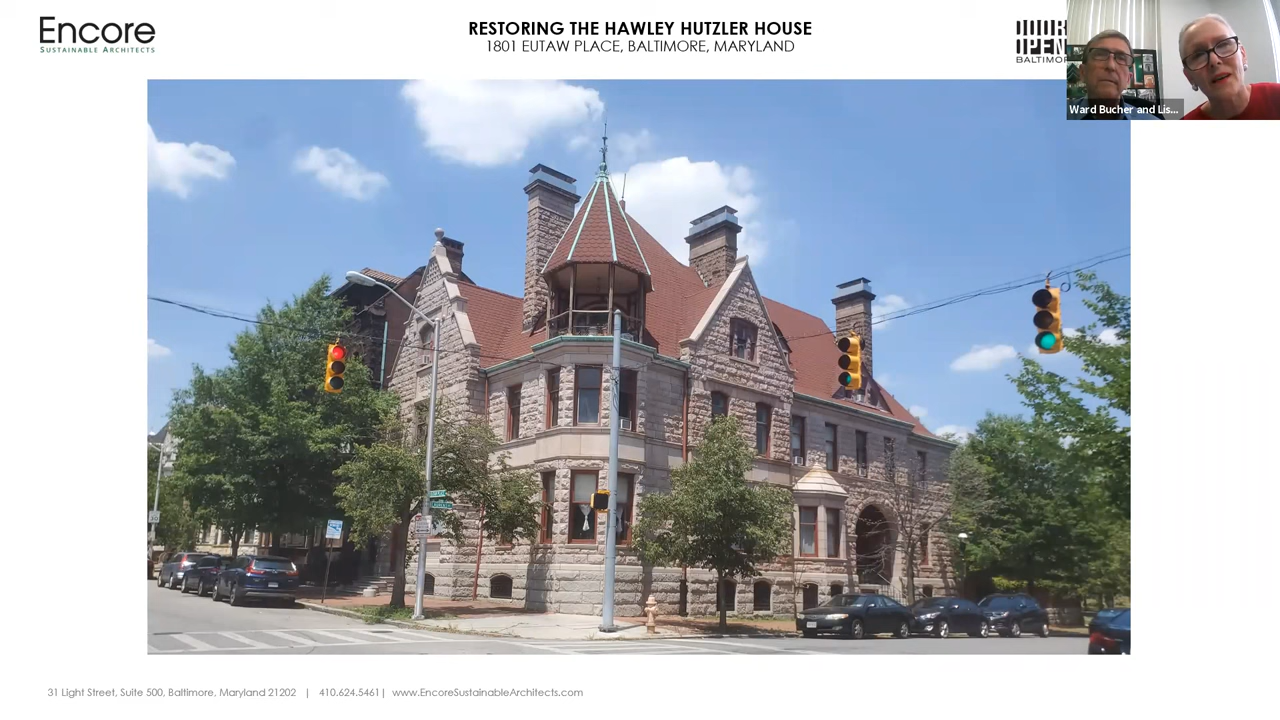 Encore
SUSTAINABLE ARCHITECTS
RESTORING THE HAWLEY HUTZLER HOUSE
1801 EUTAW PLACE, BALTIMORE, MARYLAND
OPEN
Ward Bucher and Lis...
31 Light Street, Suite 500, Baltimore, Maryland 21202 | 410.624.5461| www.EncoreSustainableArchitects.com